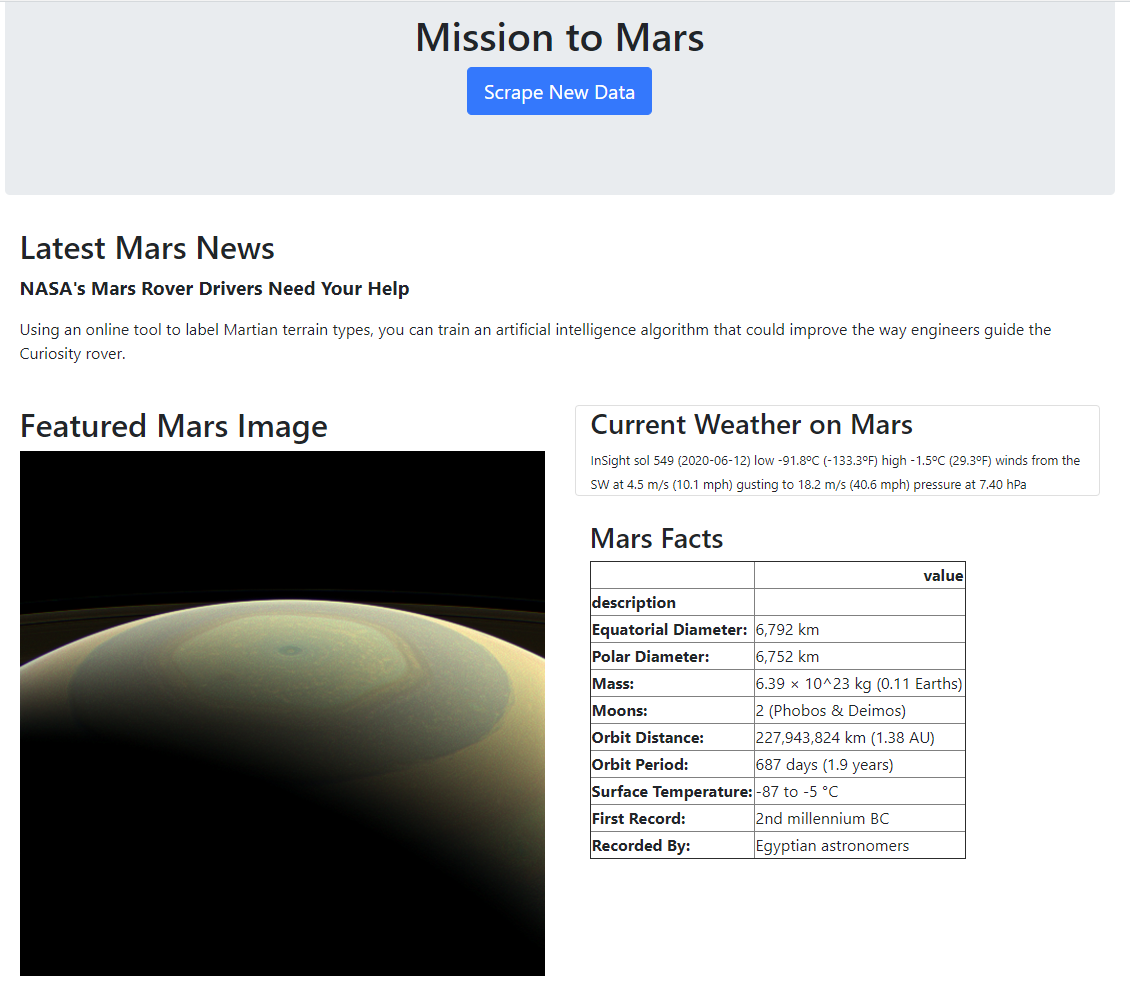 Mission to Mars
Scrape New Data
Latest Mars News
NASA's Mars Rover Drivers Need Your Help
Using an online tool to label Martian terrain types, you can train an artificial intelligence algorithm that could improve the way engineers guide the
Curiosity rover.
Featured Mars Image
Current Weather on Mars
InSight sol 549 (2020-06-12) low -91.8ºC (-133.3ºF) high -1.5ºC (29.3ºF) winds from the
SW at 4.5 m/s (10.1 mph) gusting to 18.2 m/s (40.6 mph) pressure at 7.40 hPa
Mars Facts
value
description
Equatorial Diameter: 6,792 km
Polar Diameter: 6,752 km
Mass: 6.39 × 10^23 kg (0.11 Earths)
Moons: 2 (Phobos & Deimos)
Orbit Distance: 227,943,824 km (1.38 AU)
Orbit Period: 687 days (1.9 years)
Surface Temperature: -87 to -5 °C
First Record: 2nd millennium BC
Recorded By: Egyptian astronomers